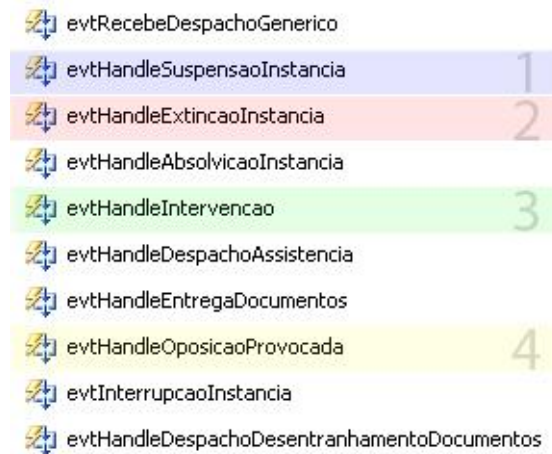 evtRecebeDespachoGenerico
evtHandleSuspensaoInstancia 1
evtHandleExtincaoInstancia 2
evtHandleAbsolvicaoInstancia
evtHandleIntervencao 3
evtHandleDespachoAssistencia
evtHandleEntregaDocumentos
evtHandleOposicaoProvocada 4
evtInterrupcaoInstancia
evtHandleDespachoDesentranhamentoDocumentos